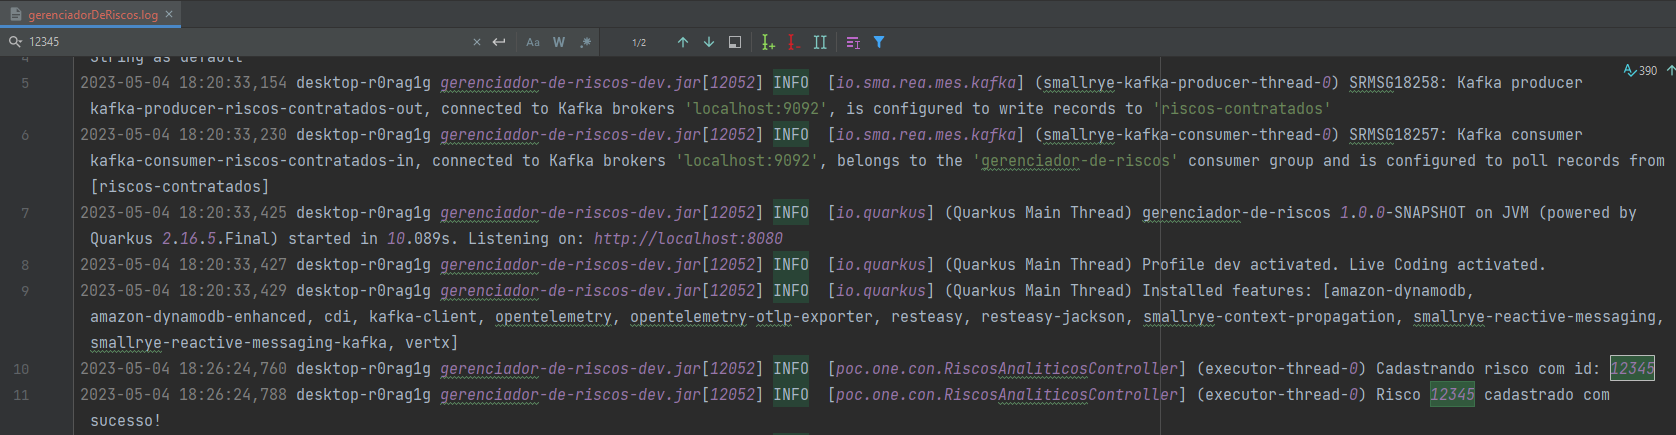 gerenciadorDeRiscos.log ×
12345 × Aa W .* 1/2
4 String as default
390
5 2023-05-04 18:20:33,154 desktop-r0rag1g gerenciador-de-riscos-dev.jar[12052] INFO [io.sma.rea.mes.kafka] (smallrye-kafka-producer-thread-0) SRMSG18258: Kafka producer
kafka-producer-riscos-contratados-out, connected to Kafka brokers 'localhost:9092', is configured to write records to 'riscos-contratados'
6 2023-05-04 18:20:33,230 desktop-r0rag1g gerenciador-de-riscos-dev.jar[12052] INFO [io.sma.rea.mes.kafka] (smallrye-kafka-consumer-thread-0) SRMSG18257: Kafka consumer
kafka-consumer-riscos-contratados-in, connected to Kafka brokers 'localhost:9092', belongs to the 'gerenciador-de-riscos' consumer group and is configured to poll records from
[riscos-contratados]
7 2023-05-04 18:20:33,425 desktop-r0rag1g gerenciador-de-riscos-dev.jar[12052] INFO [io.quarkus] (Quarkus Main Thread) gerenciador-de-riscos 1.0.0-SNAPSHOT on JVM (powered by
Quarkus 2.16.5.Final) started in 10.089s. Listening on: http://localhost:8080
8 2023-05-04 18:20:33,427 desktop-r0rag1g gerenciador-de-riscos-dev.jar[12052] INFO [io.quarkus] (Quarkus Main Thread) Profile dev activated. Live Coding activated.
9 2023-05-04 18:20:33,429 desktop-r0rag1g gerenciador-de-riscos-dev.jar[12052] INFO [io.quarkus] (Quarkus Main Thread) Installed features: [amazon-dynamodb,
amazon-dynamodb-enhanced, cdi, kafka-client, opentelemetry, opentelemetry-otlp-exporter, resteasy, resteasy-jackson, smallrye-context-propagation, smallrye-reactive-messaging,
smallrye-reactive-messaging-kafka, vertx]
10 2023-05-04 18:26:24,760 desktop-r0rag1g gerenciador-de-riscos-dev.jar[12052] INFO [poc.one.con.RiscosAnaliticosController] (executor-thread-0) Cadastrando risco com id: 12345
11 2023-05-04 18:26:24,788 desktop-r0rag1g gerenciador-de-riscos-dev.jar[12052] INFO [poc.one.con.RiscosAnaliticosController] (executor-thread-0) Risco 12345 cadastrado com
sucesso!